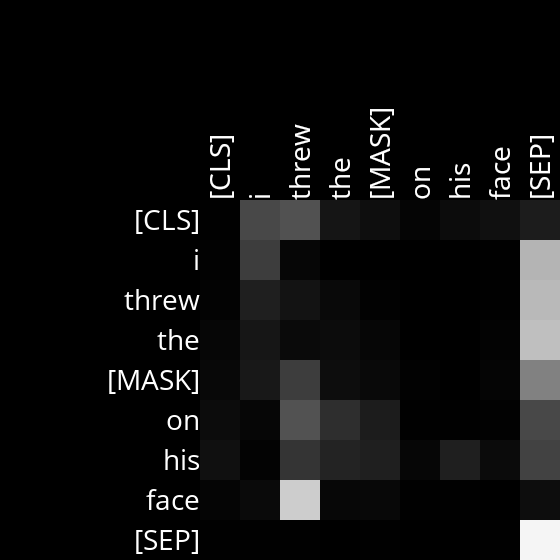 [CLS] i threw the [MASK] on his face [SEP]
[CLS]
i
threw
the
[MASK]
on
his
face
[SEP]